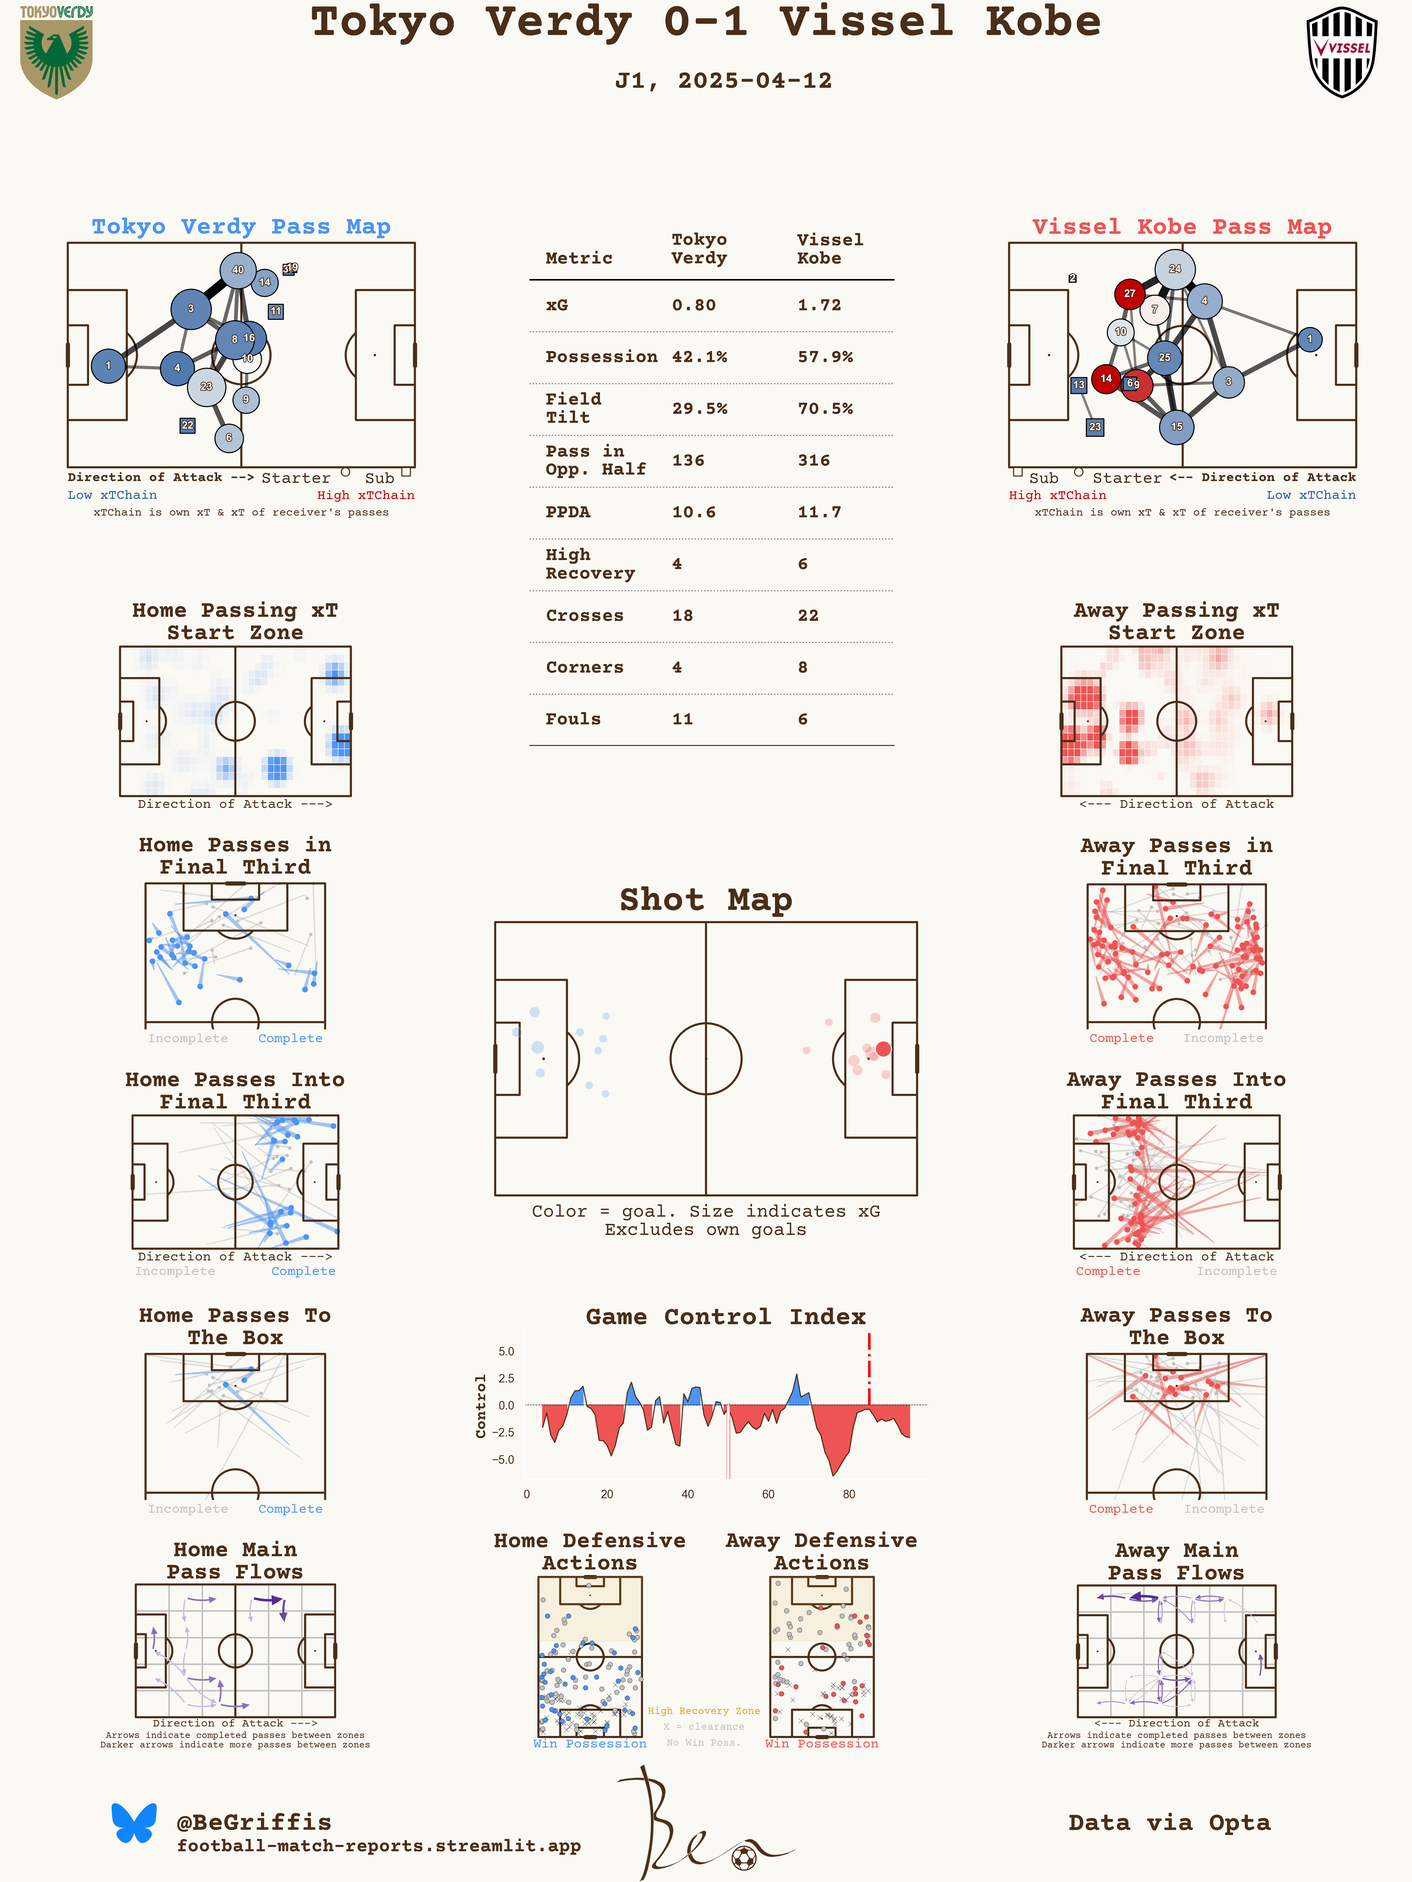 TOKYO VERDY
Tokyo Verdy 0-1 Vissel Kobe
VISSEL
J1, 2025-04-12
Tokyo Verdy Pass Map
40
14
19
11
3
8
16
10
1
4
23
9
22
6
Direction of Attack --> Starter Sub
Low xTChain High xTChain
xTChain is own xT & xT of receiver's passes
Metric Tokyo Verdy Vissel Kobe
xG 0.80 1.72
Possession 42.1% 57.9%
Field Tilt 29.5% 70.5%
Pass in Opp. Half 136 316
PPDA 10.6 11.7
High Recovery 4 6
Crosses 18 22
Corners 4 8
Fouls 11 6
Vissel Kobe Pass Map
2
24
27
7
4
10
1
25
14
13
6
9
3
23
15
Sub Starter <-- Direction of Attack
High xTChain Low xTChain
xTChain is own xT & xT of receiver's passes
Home Passing xT
Start Zone
Direction of Attack --->
Away Passing xT
Start Zone
<--- Direction of Attack
Home Passes in
Final Third
Incomplete Complete
Away Passes in
Final Third
Complete Incomplete
Shot Map
Color = goal. Size indicates xG
Excludes own goals
Home Passes Into
Final Third
Direction of Attack --->
Incomplete Complete
Away Passes Into
Final Third
<--- Direction of Attack
Complete Incomplete
Home Passes To
The Box
Incomplete Complete
Game Control Index
Control
5.0
2.5
0.0
−2.5
−5.0
0 20 40 60 80
Away Passes To
The Box
Complete Incomplete
Home Main
Pass Flows
Direction of Attack --->
Arrows indicate completed passes between zones
Darker arrows indicate more passes between zones
Home Defensive
Actions
Win Possession
High Recovery Zone
X = clearance
No Win Poss.
Away Defensive
Actions
Win Possession
Away Main
Pass Flows
<--- Direction of Attack
Arrows indicate completed passes between zones
Darker arrows indicate more passes between zones
@BeGriffis
football-match-reports.streamlit.app
Ben
Data via Opta